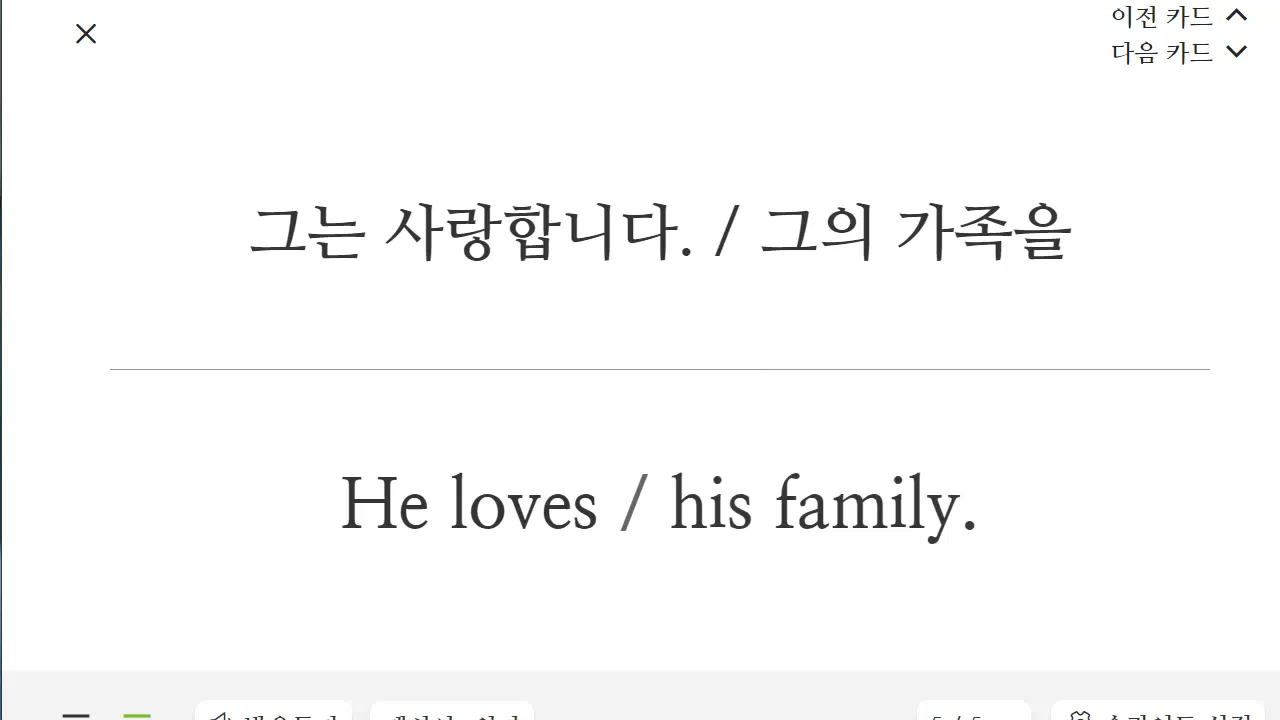 이전 카드
다음 카드
그는 사랑합니다. / 그의 가족을
He loves / his family.